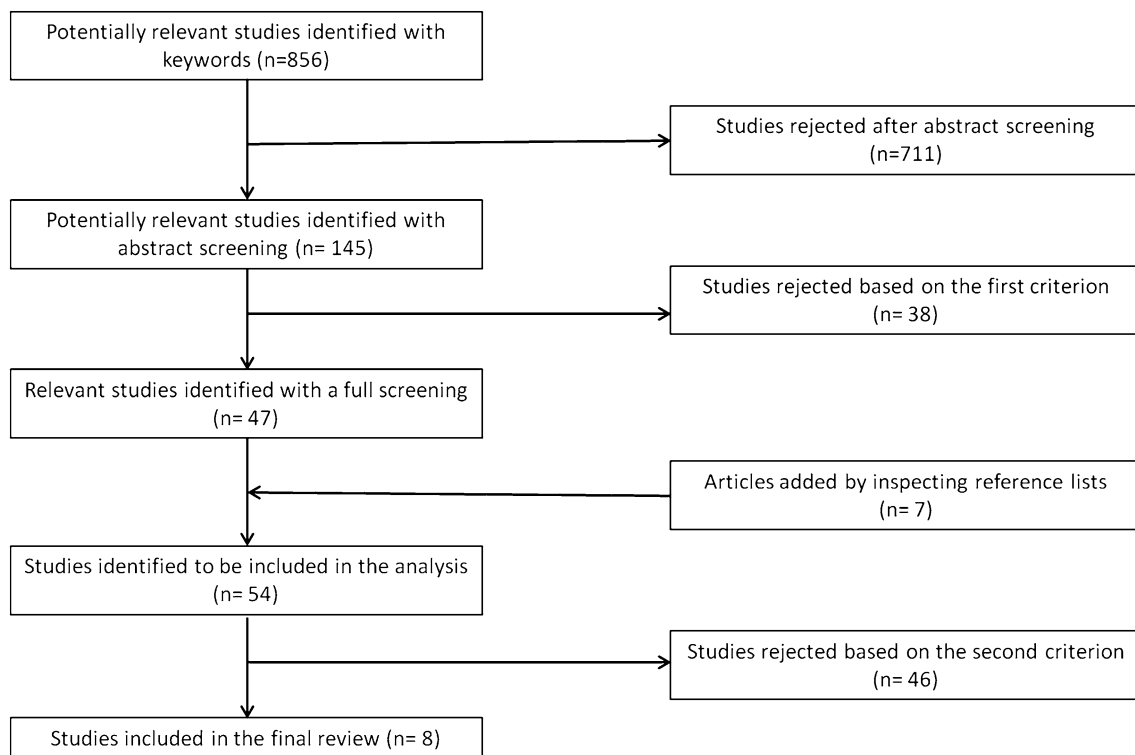 Potentially relevant studies identified with
keywords (n=856)
Studies rejected after abstract screening
(n=711)
Potentially relevant studies identified with
abstract screening (n= 145)
Studies rejected based on the first criterion
(n= 38)
Relevant studies identified with a full screening
(n= 47)
Articles added by inspecting reference lists
(n= 7)
Studies identified to be included in the analysis
(n= 54)
Studies rejected based on the second criterion
(n= 46)
Studies included in the final review (n= 8)